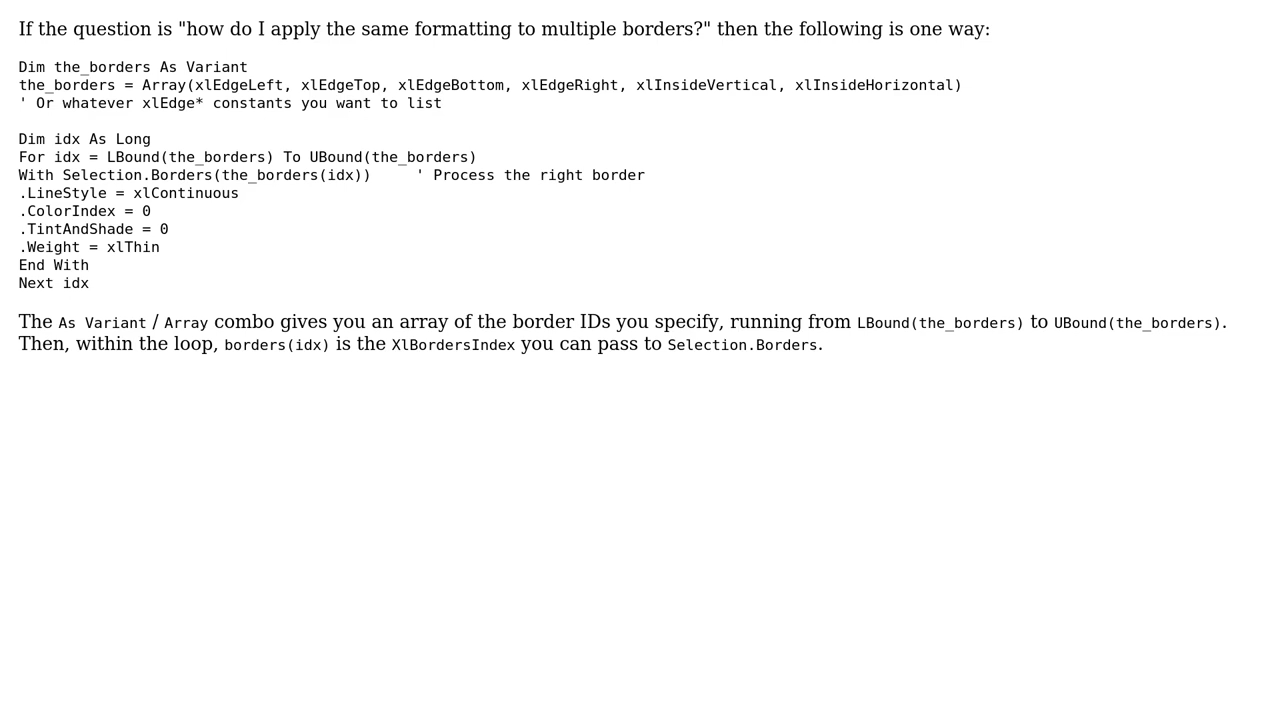 If the question is "how do I apply the same formatting to multiple borders?" then the following is one way:
Dim the_borders As Variant
the_borders = Array(xlEdgeLeft, xlEdgeTop, xlEdgeBottom, xlEdgeRight, xlInsideVertical, xlInsideHorizontal)
' Or whatever xlEdge* constants you want to list
Dim idx As Long
For idx = LBound(the_borders) To UBound(the_borders)
With Selection.Borders(the_borders(idx))     ' Process the right border
.LineStyle = xlContinuous
.ColorIndex = 0
.TintAndShade = 0
.Weight = xlThin
End With
Next idx
The As Variant / Array combo gives you an array of the border IDs you specify, running from LBound(the_borders) to UBound(the_borders).
Then, within the loop, borders(idx) is the XlBordersIndex you can pass to Selection.Borders.